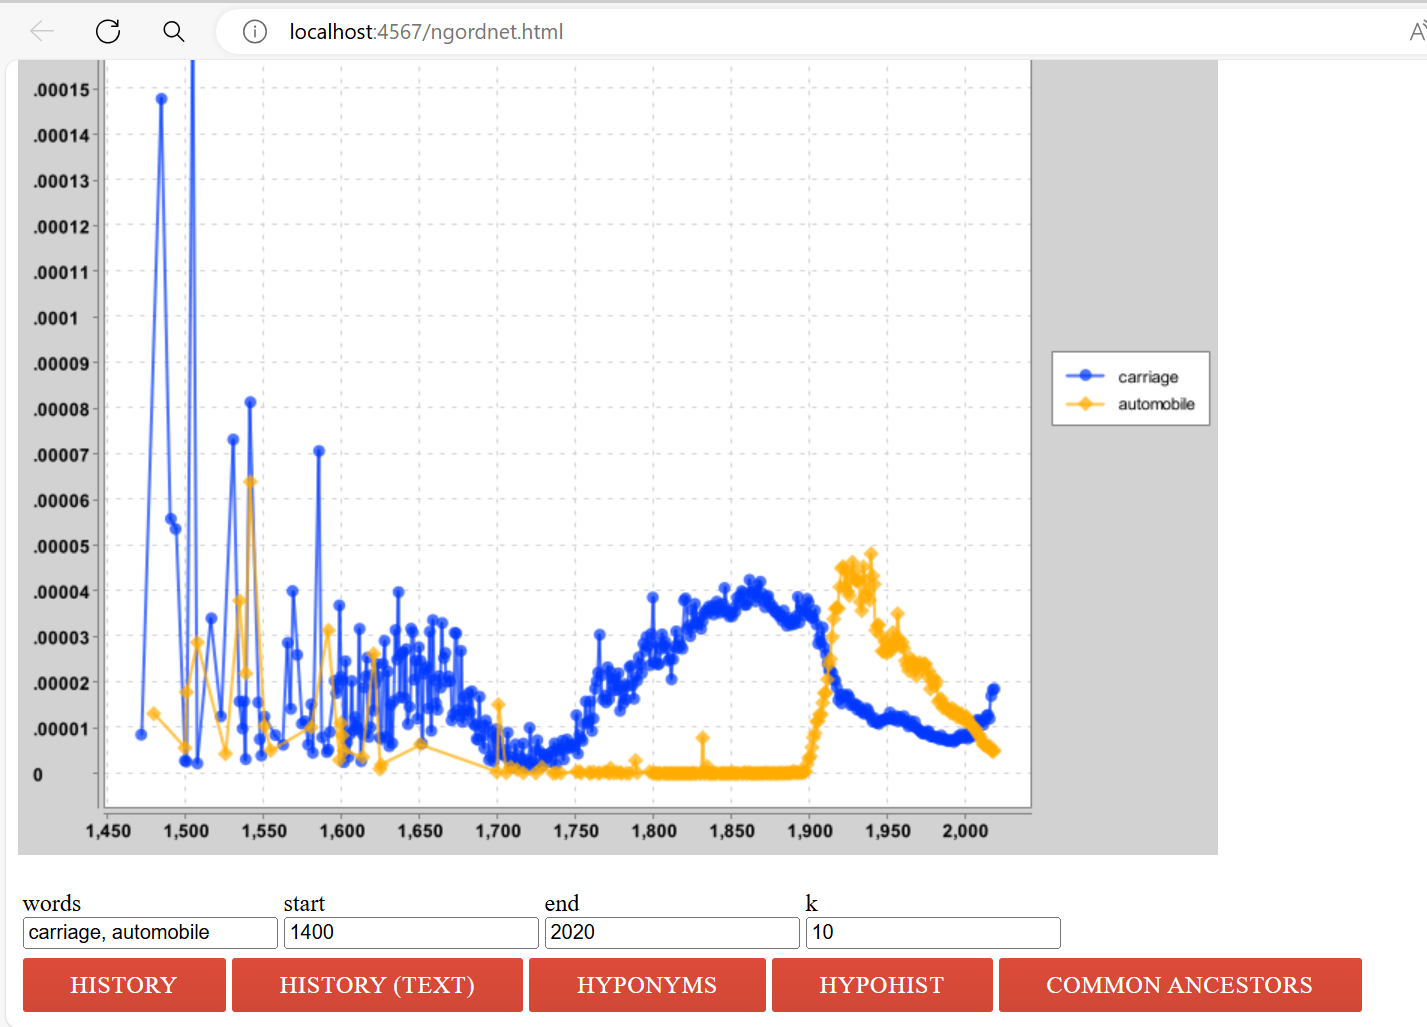 localhost:4567/ngordnet.html
.00015
.00014
.00013
.00012
.00011
.0001
.00009
.00008
.00007
.00006
.00005
.00004
.00003
.00002
.00001
0
1,450 1,500 1,550 1,600 1,650 1,700 1,750 1,800 1,850 1,900 1,950 2,000
carriage
automobile
words start end k
carriage, automobile 1400 2020 10
HISTORY HISTORY (TEXT) HYPONYMS HYPOHIST COMMON ANCESTORS